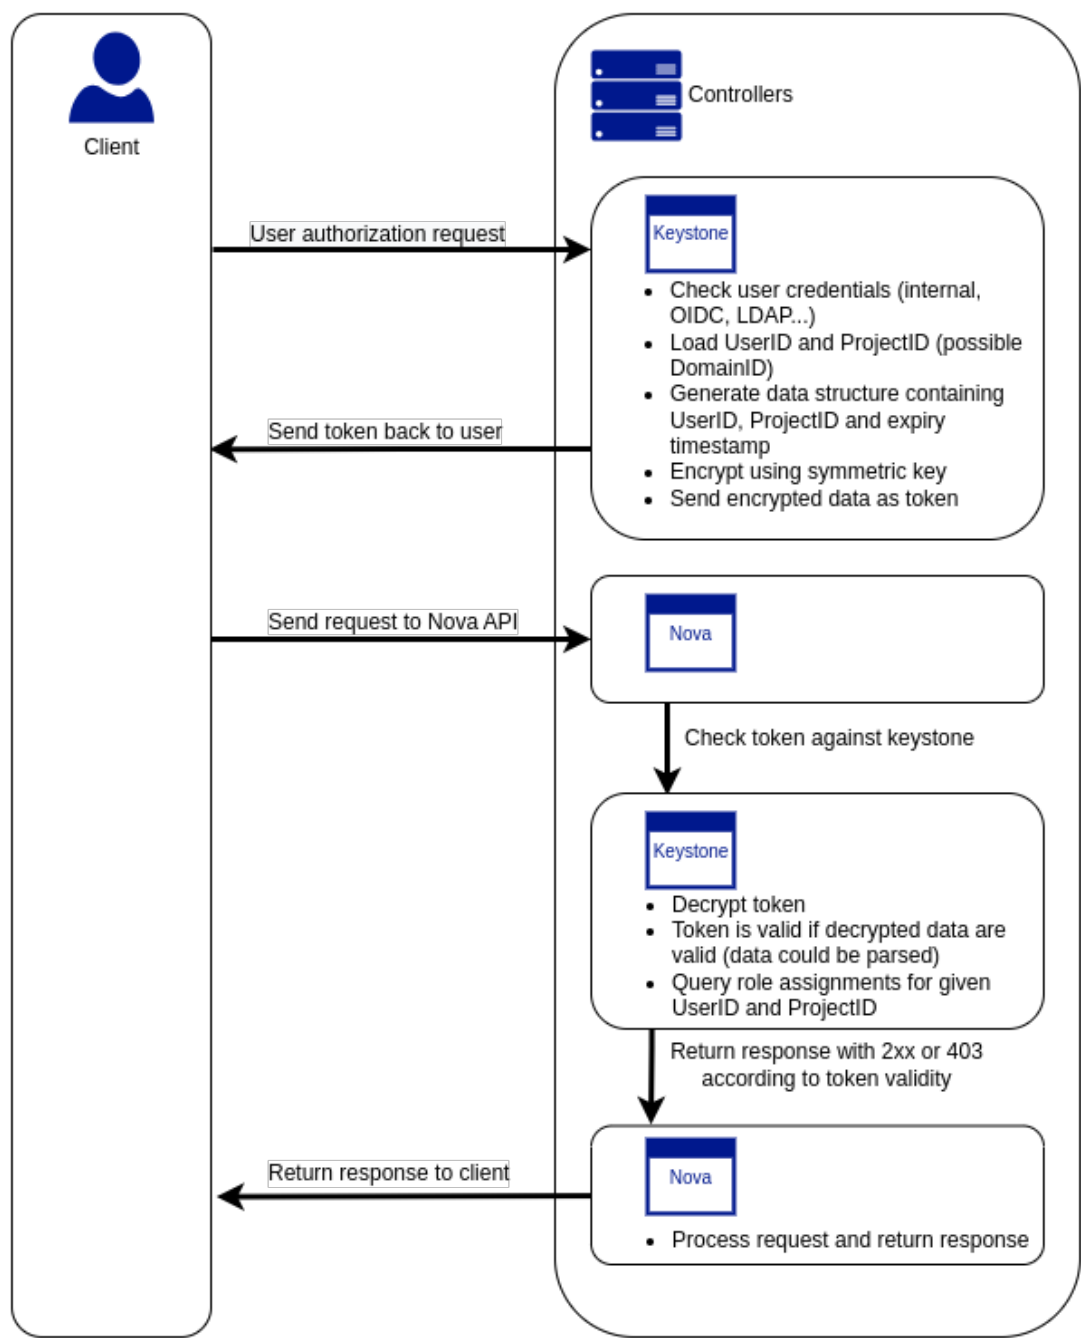 Client
Controllers
User authorization request
Keystone
• Check user credentials (internal,
OIDC, LDAP...)
• Load UserID and ProjectID (possible
DomainID)
• Generate data structure containing
UserID, ProjectID and expiry
timestamp
• Encrypt using symmetric key
• Send encrypted data as token
Send token back to user
Send request to Nova API
Nova
Check token against keystone
Keystone
• Decrypt token
• Token is valid if decrypted data are
valid (data could be parsed)
• Query role assignments for given
UserID and ProjectID
Return response with 2xx or 403
according to token validity
Nova
• Process request and return response
Return response to client